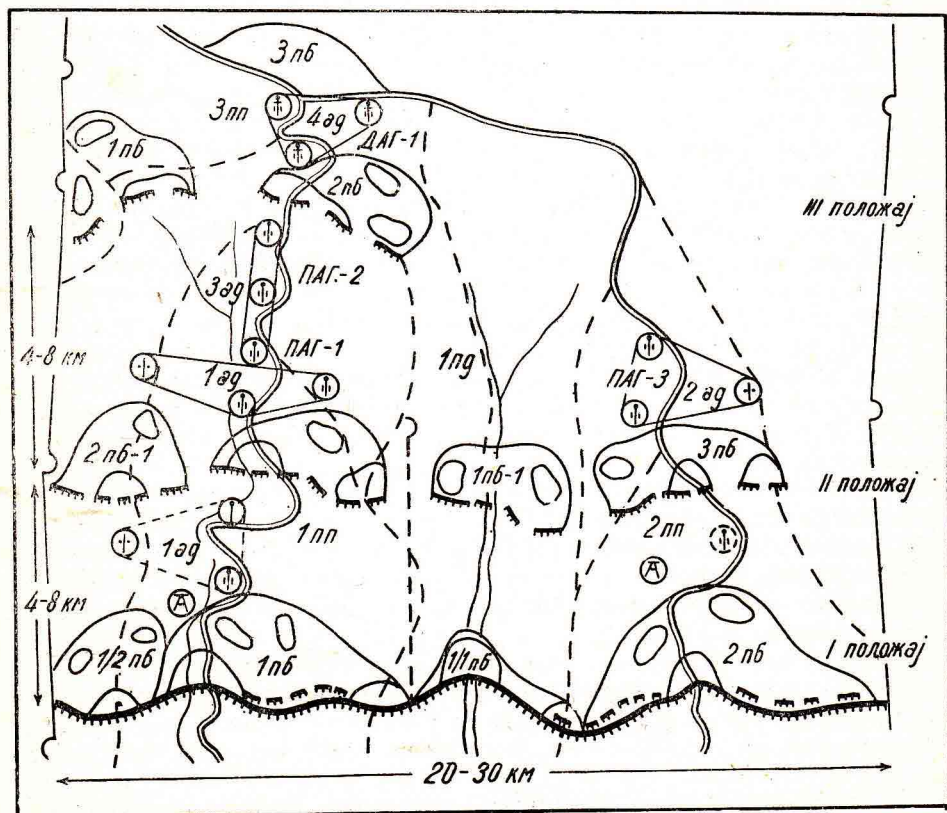 3 пб
3 пп
4 ад
1 пб
ДАГ-1
2 пб
III положај
3 ад
ПАГ.-2
4-8 км
ПАГ-1
1 ад
1 пд
ПАГ-3
2 ад
2 пб-1
1 пб-1
3 пб
II положај
1 пп
2 пп
1 ад
4-8 км
1/2 пб
1 пб
1/1 пб
2 пб
I положај
20-30 км